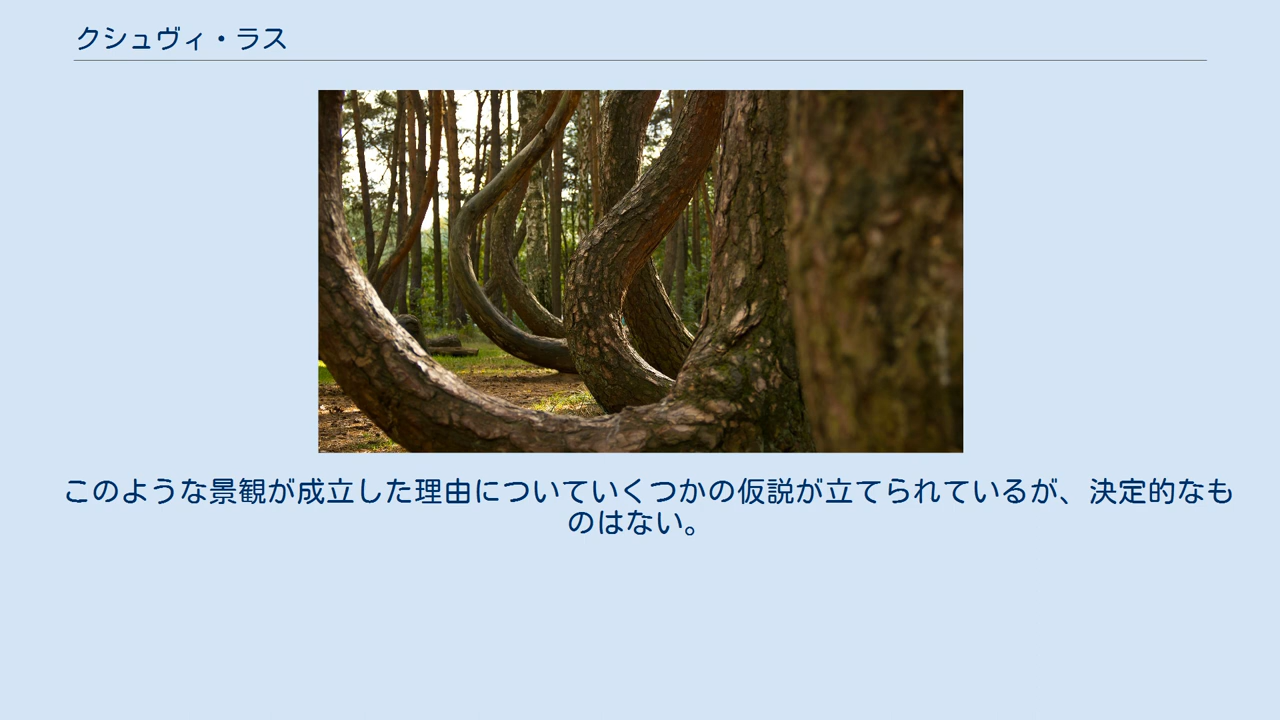 クシュヴィ・ラス
このような景観が成立した理由についていくつかの仮説が立てられているが、決定的なも
のはない。